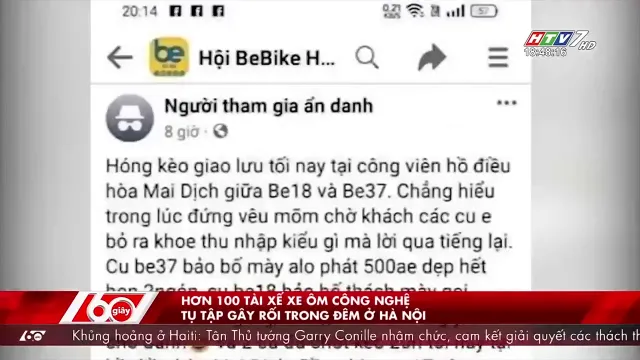 20:14
0,21
KB/S
57
HTV7 HD
18:48:16
be
Hội BeBike H...
Người tham gia ẩn danh
8 giờ
Hóng kèo giao lưu tối nay tại công viên hồ điều
hòa Mai Dịch giữa Be18 và Be37. Chẳng hiểu
trong lúc đứng vêu mõm chờ khách các cu e
bỏ ra khoe thu nhập kiểu gì mà lời qua tiếng lại.
Cu be37 bảo bố mày alo phát 500ae dẹp hết
60 giây
HƠN 100 TÀI XẾ XE ÔM CÔNG NGHỆ
TỤ TẬP GÂY RỐI TRONG ĐÊM Ở HÀ NỘI
Khủng hoảng ở Haiti: Tân Thủ tướng Garry Conille nhậm chức, cam kết giải quyết các thách th